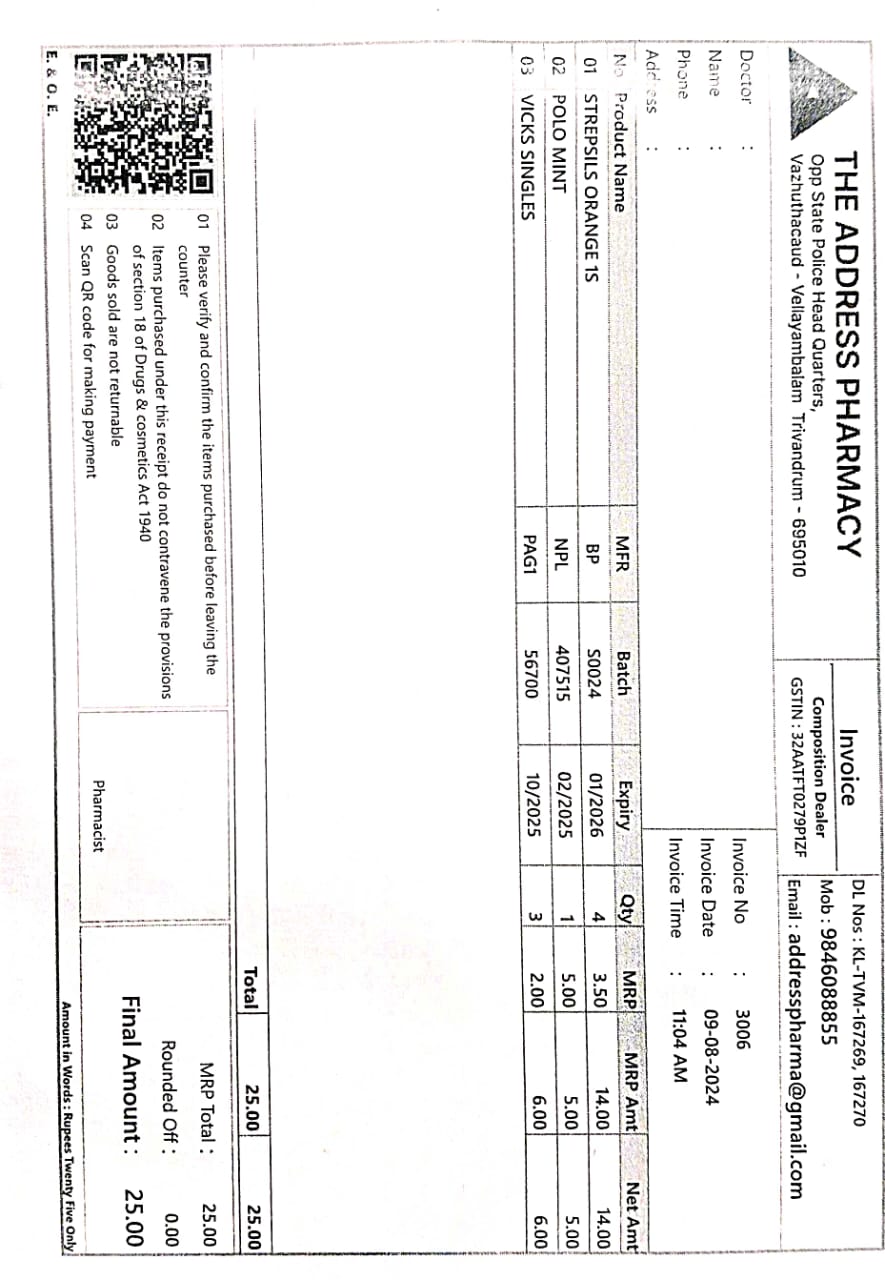 THE ADDRESS PHARMACY
Opp State Police Head Quarters,
Vazhuthacaud - Vellayambalam Trivandrum - 695010
Invoice
Composition Dealer
GSTIN : 32AATFT0279P1ZF
DL Nos : KL-TVM-167269, 167270
Mob : 9846088855
Email : addresspharma@gmail.com
Doctor :
Name :
Phone :
Address :
Invoice No : 3006
Invoice Date : 09-08-2024
Invoice Time : 11:04 AM
No Product Name MFR Batch Expiry Qty MRP MRP Amt Net Amt
01 STREPSILS ORANGE 1S BP S0024 01/2026 4 3.50 14.00 14.00
02 POLO MINT NPL 407515 02/2025 1 5.00 5.00 5.00
03 VICKS SINGLES PAG1 56700 10/2025 3 2.00 6.00 6.00
Total 25.00 25.00
01 Please verify and confirm the items purchased before leaving the
counter
02 Items purchased under this receipt do not contravene the provisions
of section 18 of Drugs & cosmetics Act 1940
03 Goods sold are not returnable
04 Scan QR code for making payment
Pharmacist
MRP Total : 25.00
Rounded Off : 0.00
Final Amount : 25.00
E. & O. E.
Amount in Words : Rupees Twenty Five Only